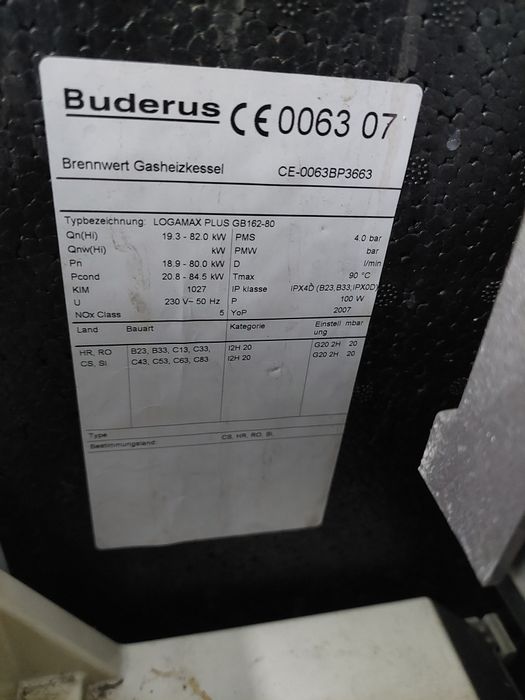 Buderus CE 0063 07
Brennwert Gasheizkessel CE-0063BP3663
Typbezeichnung: LOGAMAX PLUS GB162-80
Qn(Hi) 19.3 - 82.0 kW PMS 4.0 bar
Qnw(Hi) kW PMW bar
Pn 18.9 - 80.0 kW D l/min
Pcond 20.8 - 84.5 kW Tmax 90 °C
KIM 1027 IP klasse IPX4D (B23,B33,IPX0D)
U 230 V~ 50 Hz P 100 W
NOx Class 5 YoP 2007
Land Bauart Kategorie Einstell mbar
ung
HR, RO B23, B33, C13, C33, I2H 20 G20 2H 20
CS, SI C43, C53, C63, C83 I2H 20 G20 2H 20
Type
Bestimmungsland: CS, HR, RO, SI,